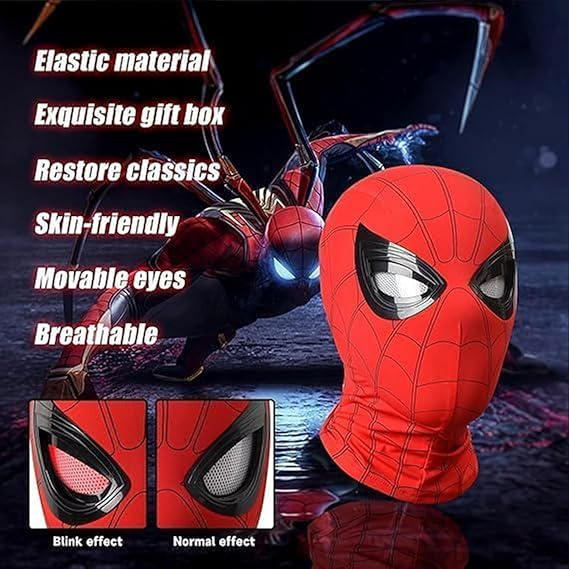 Elastic material
Exquisite gift box
Restore classics
Skin-friendly
Movable eyes
Breathable
Blink effect
Normal effect